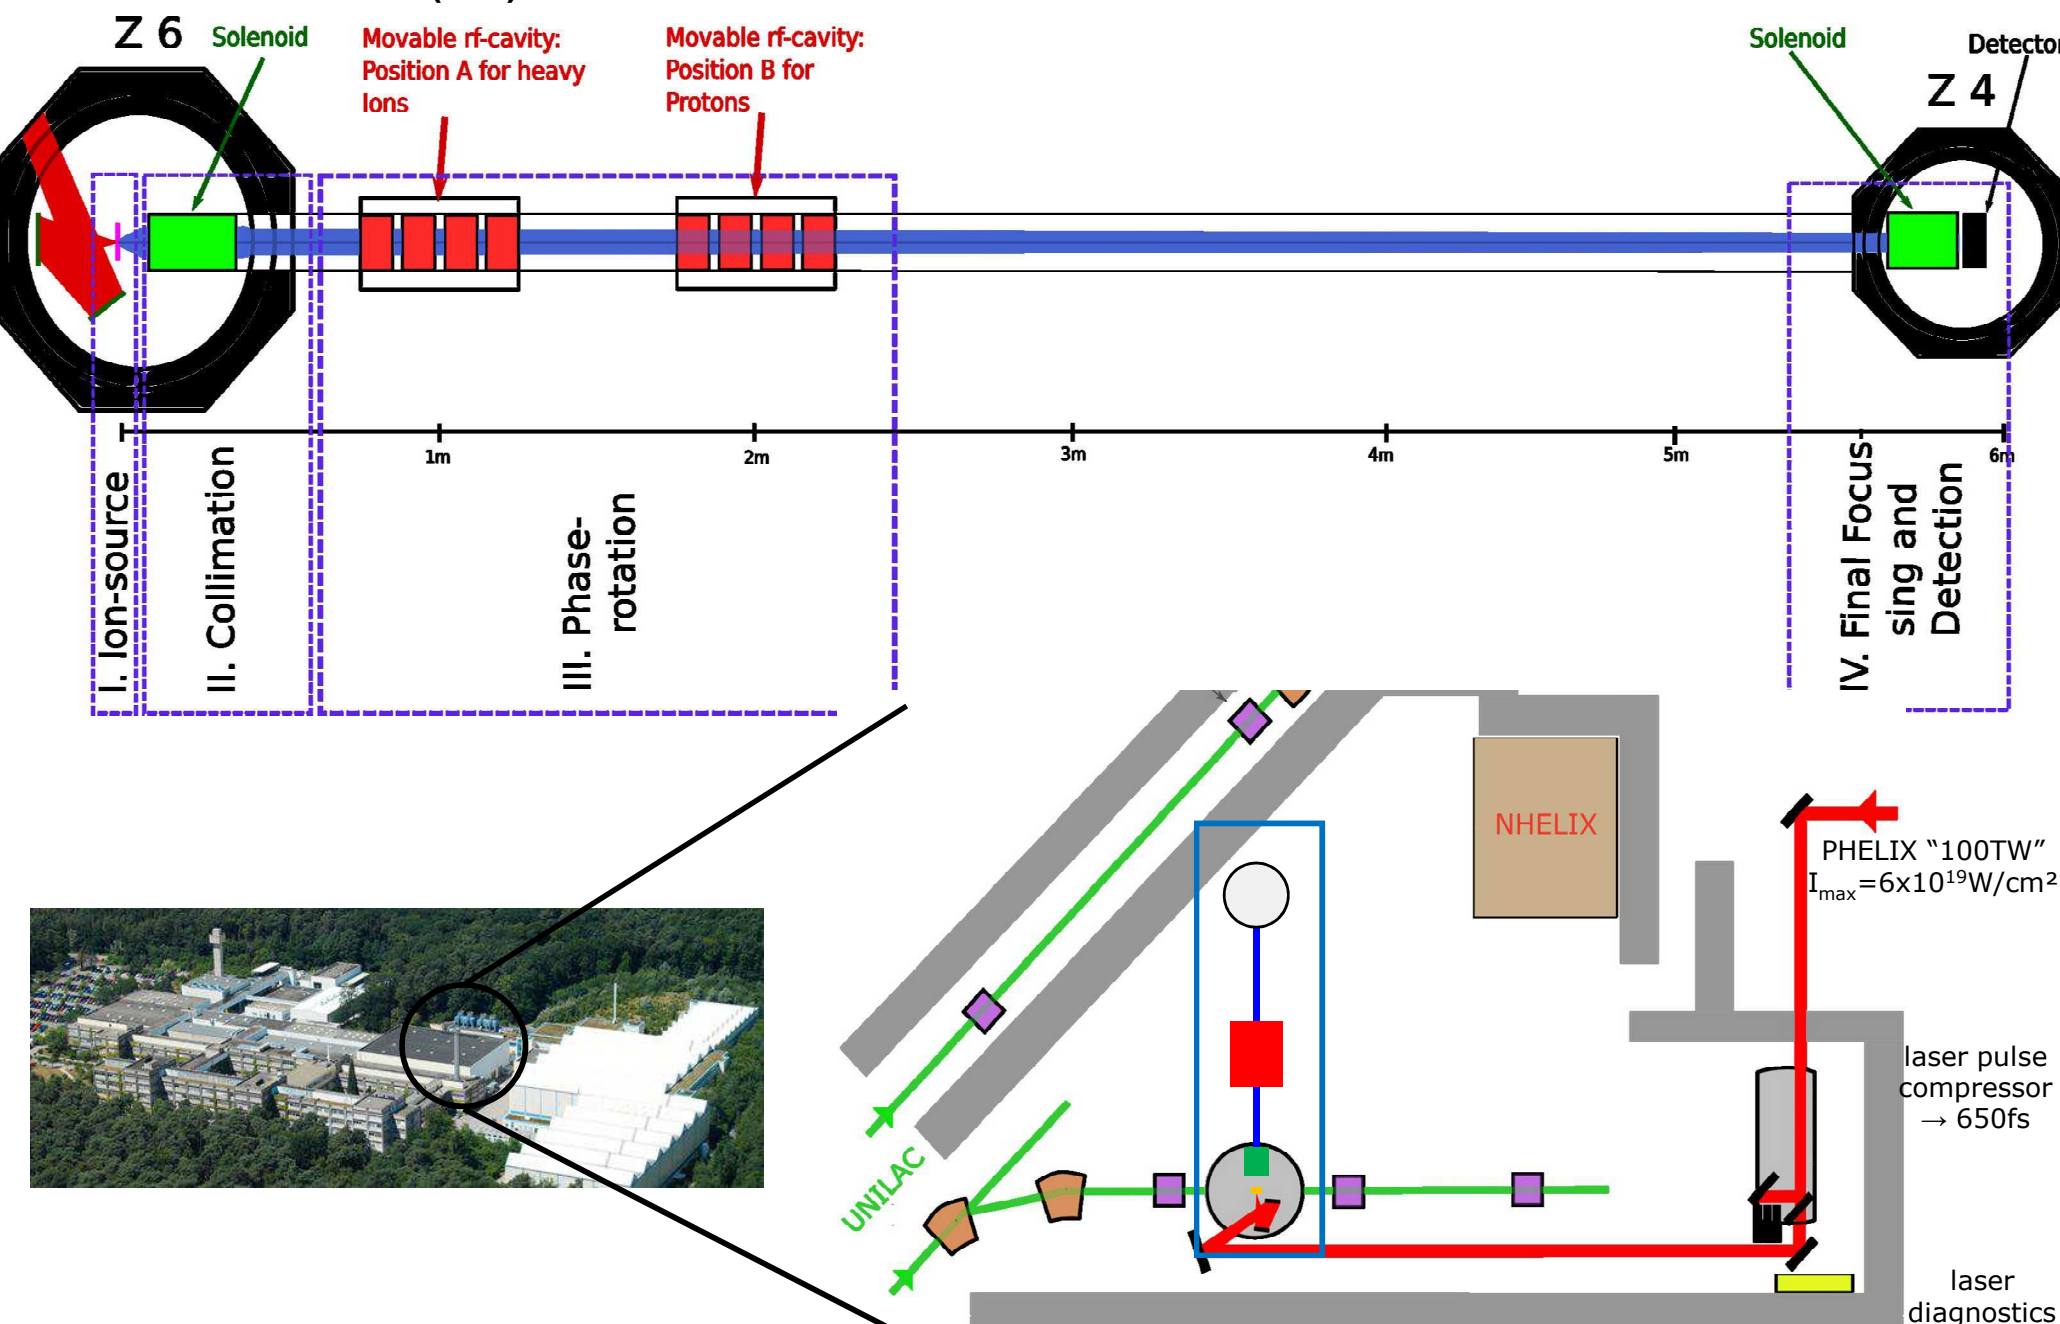 Z 6
Solenoid
Movable rf-cavity:
Position A for heavy
Ions
Movable rf-cavity:
Position B for
Protons
Solenoid
Detector
Z 4
1m
2m
3m
4m
5m
6m
I. Ion-source
II. Collimation
III. Phase-
rotation
IV. Final Focus
sing and
Detection
NHELIX
PHELIX “100TW”
Imax=6x10¹⁹W/cm²
laser pulse
compressor
→ 650fs
UNILAC
laser
diagnostics